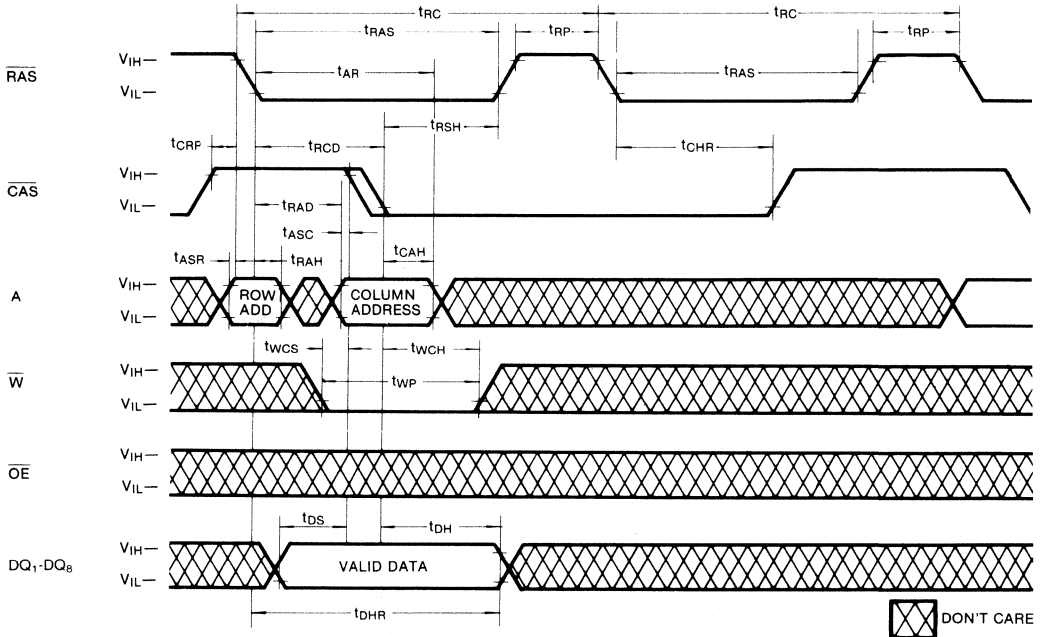 tRC tRC
tRAS tRP tRP
RAS VIH— tAR tRAS
VIL—
tRSH
tCRP tRCD tCHR
CAS VIH—
VIL— tRAD
tASC
tASR tRAH tCAH
A VIH— ROW ADD COLUMN ADDRESS
VIL—
tWCS tWCH
W VIH— tWP
VIL—
OE VIH—
VIL—
tDS tDH
DQ1-DQ8 VIH— VALID DATA
VIL—
tDHR
DON'T CARE